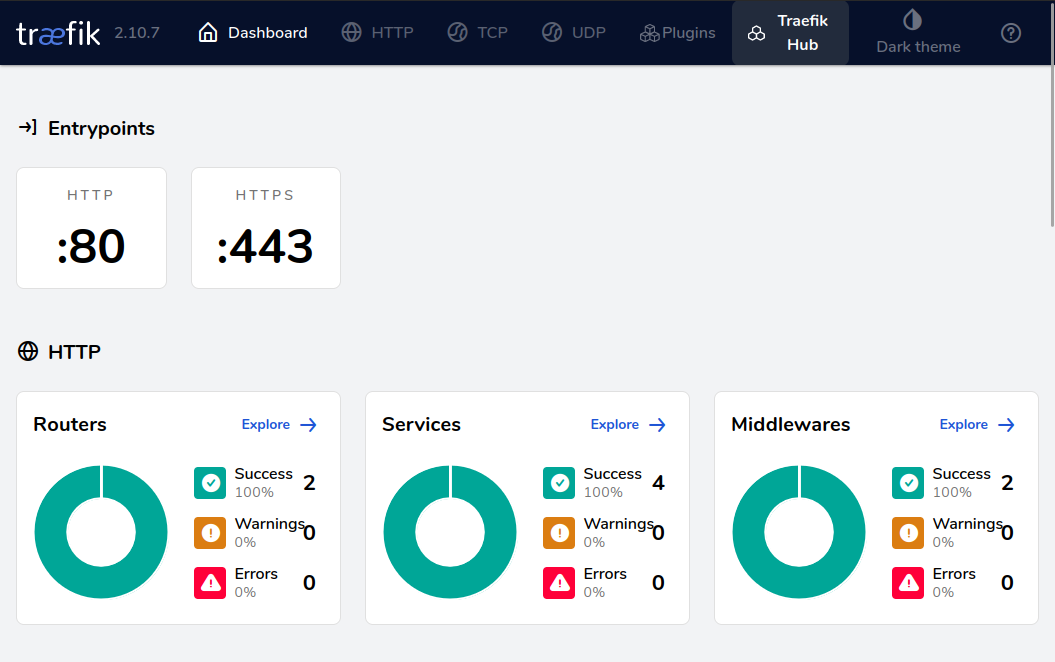 træfik 2.10.7 Dashboard HTTP TCP UDP Plugins Traefik Hub Dark theme
Entrypoints
HTTP HTTPS
:80 :443
HTTP
Routers Explore Services Explore Middlewares Explore
Success 2 Success 4 Success 2
100% 100% 100%
Warnings 0 Warnings 0 Warnings 0
0% 0% 0%
Errors 0 Errors 0 Errors 0
0% 0% 0%